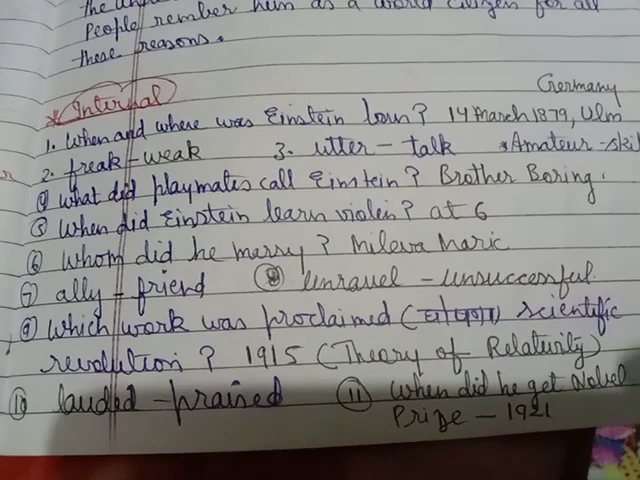 People rember him as a world citizen for all
these reasons.
* Internal
Germany
1. When and where was Einstein born? 14 March 1879, Ulm
2. freak - weak 3. utter - talk *Amateur - skil
④ what did playmates call Einstein? Brother Boring.
⑤ When did Einstein learn violen? at 6
⑥ Whom did he marry? Mileva Maric
⑦ ally - friend ⑧ Unravel - unsuccessful.
⑨ Which work was proclaimed (घोषणा) scientific
revolution? 1915 (Theory of Relativity)
⑩ lauded - praised ⑪ When did he get Nobel
Prize - 1921